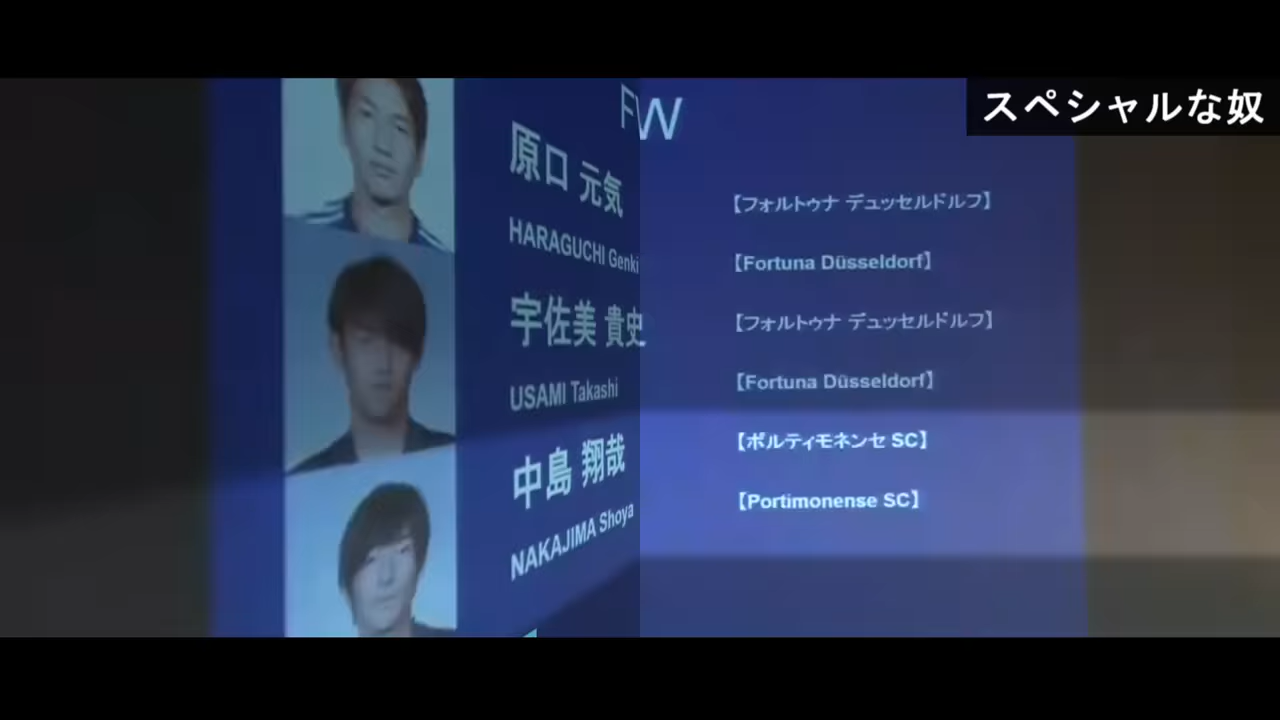 スペシャルな奴
FW
原口 元気
【フォルトゥナ デュッセルドルフ】
HARAGUCHI Genki
【Fortuna Düsseldorf】
宇佐美 貴史
【フォルトゥナ デュッセルドルフ】
USAMI Takashi
【Fortuna Düsseldorf】
中島 翔哉
【ポルティモネンセ SC】
NAKAJIMA Shoya
【Portimonense SC】